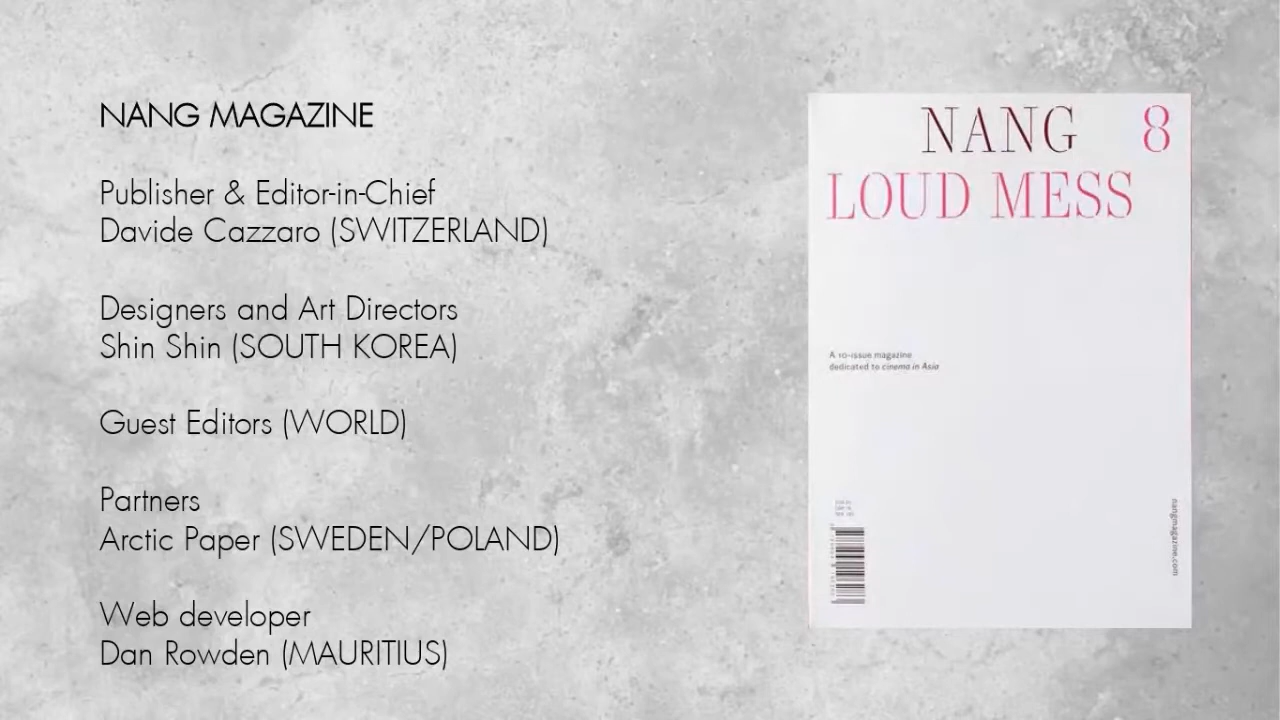 NANG MAGAZINE
Publisher & Editor-in-Chief
Davide Cazzaro (SWITZERLAND)
Designers and Art Directors
Shin Shin (SOUTH KOREA)
Guest Editors (WORLD)
Partners
Arctic Paper (SWEDEN/POLAND)
Web developer
Dan Rowden (MAURITIUS)
NANG 8
LOUD MESS
A 10-issue magazine
dedicated to cinema in Asia
nangmagazine.com